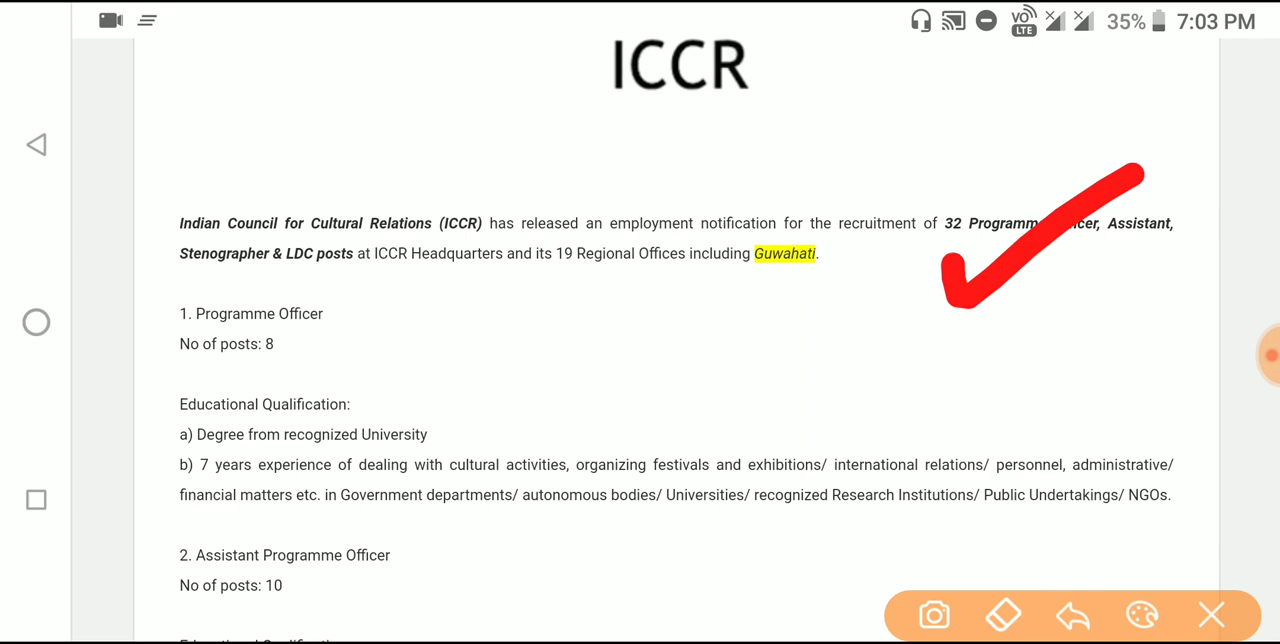 VO LTE 35% 7:03 PM
ICCR
Indian Council for Cultural Relations (ICCR) has released an employment notification for the recruitment of 32 Assistant,
Stenographer & LDC posts at ICCR Headquarters and its 19 Regional Offices including Guwahati.
1. Programme Officer
No of posts: 8
Educational Qualification:
a) Degree from recognized University
b) 7 years experience of dealing with cultural activities, organizing festivals and exhibitions/ international relations/ personnel, administrative/
financial matters etc. in Government departments/ autonomous bodies/ Universities/ recognized Research Institutions/ Public Undertakings/ NGOs.
2. Assistant Programme Officer
No of posts: 10